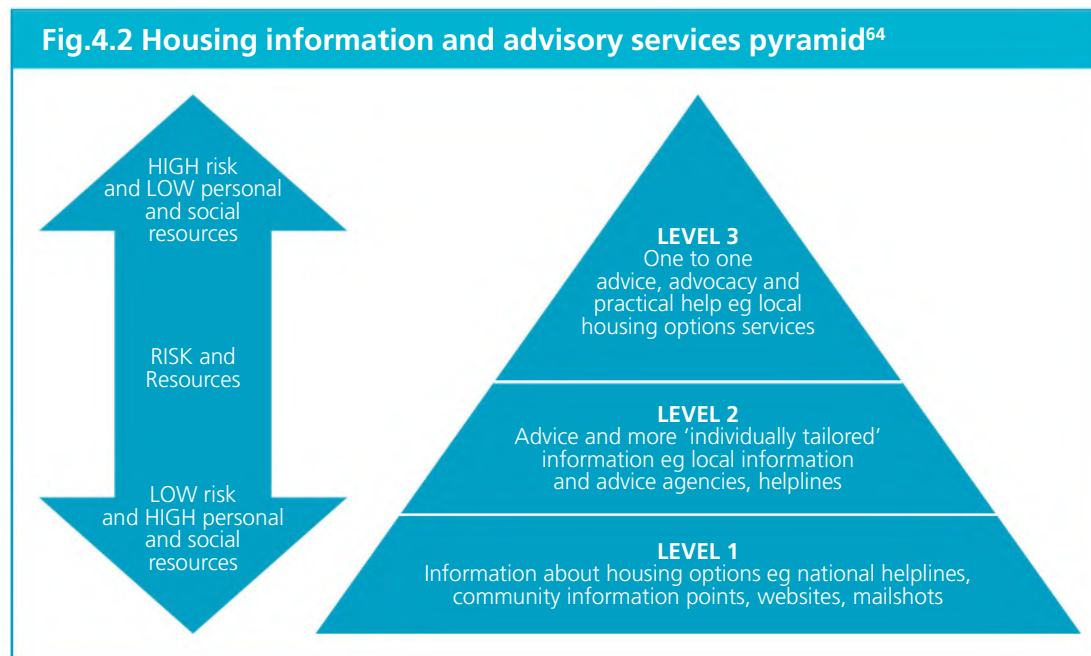 Fig.4.2 Housing information and advisory services pyramid64
HIGH risk
and LOW personal
and social
resources
RISK and
Resources
LOW risk
and HIGH personal
and social
resources
LEVEL 3
One to one
advice, advocacy and
practical help eg local
housing options services
LEVEL 2
Advice and more ‘individually tailored’
information eg local information
and advice agencies, helplines
LEVEL 1
Information about housing options eg national helplines,
community information points, websites, mailshots